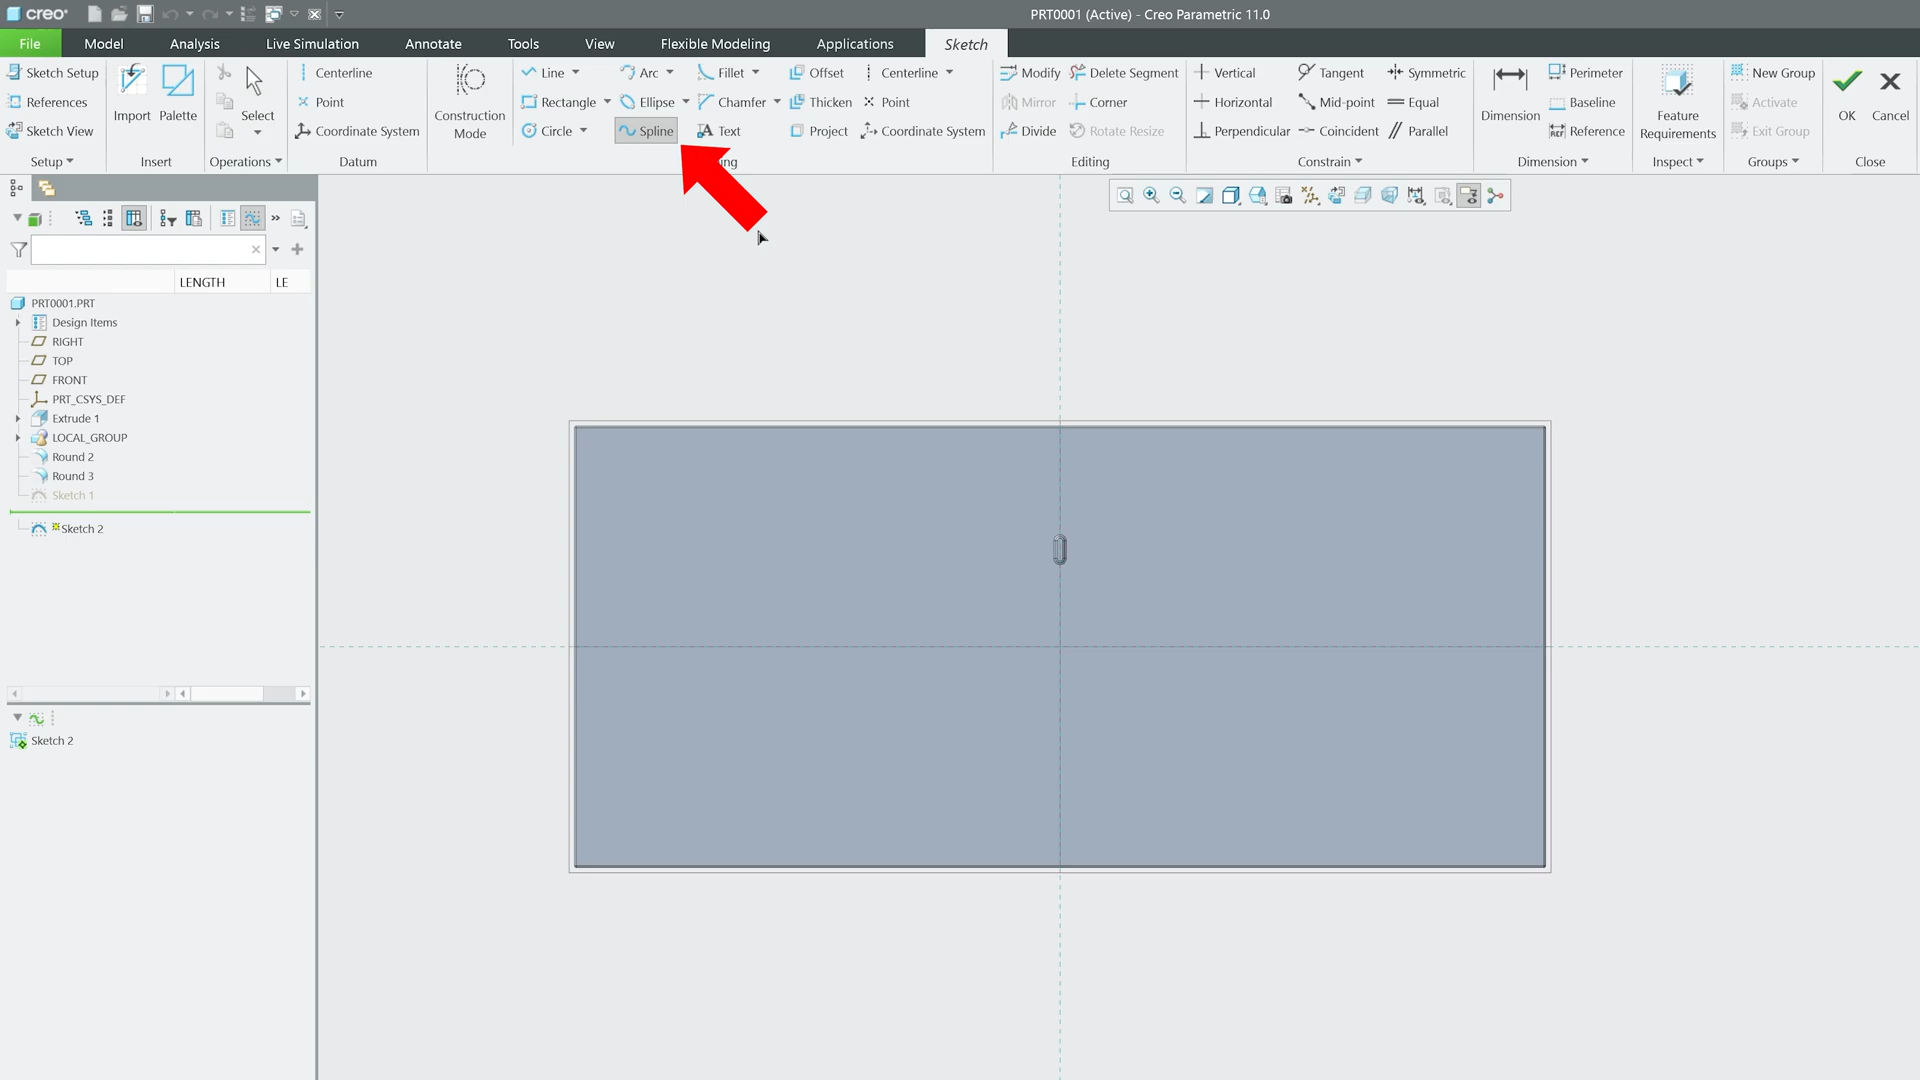 creo
PRT0001 (Active) - Creo Parametric 11.0
File Model Analysis Live Simulation Annotate Tools View Flexible Modeling Applications Sketch
Sketch Setup Centerline Line Arc Fillet Offset Centerline Modify Delete Segment Vertical Tangent Symmetric Perimeter New Group
References Import Palette Select Point Construction Mode Rectangle Ellipse Chamfer Thicken Point Mirror Corner Horizontal Mid-point Equal Dimension Baseline Feature Requirements Activate OK Cancel
Sketch View Coordinate System Circle Spline Text Project Coordinate System Divide Rotate Resize Perpendicular Coincident Parallel Reference Exit Group
Setup Insert Operations Datum Editing Constrain Dimension Inspect Groups Close
LENGTH LE
PRT0001.PRT
Design Items
RIGHT
TOP
FRONT
PRT_CSYS_DEF
Extrude 1
LOCAL_GROUP
Round 2
Round 3
Sketch 1
Sketch 2
Sketch 2